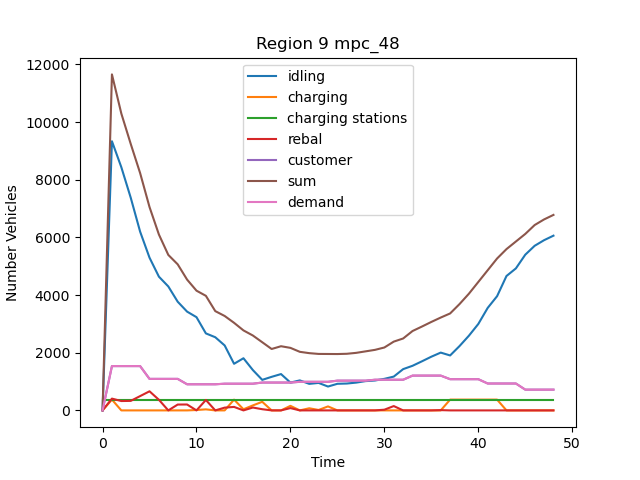 Region 9 mpc_48
12000
10000
8000
6000
4000
2000
0
Number Vehicles
idling
charging
charging stations
rebal
customer
sum
demand
0 10 20 30 40 50
Time